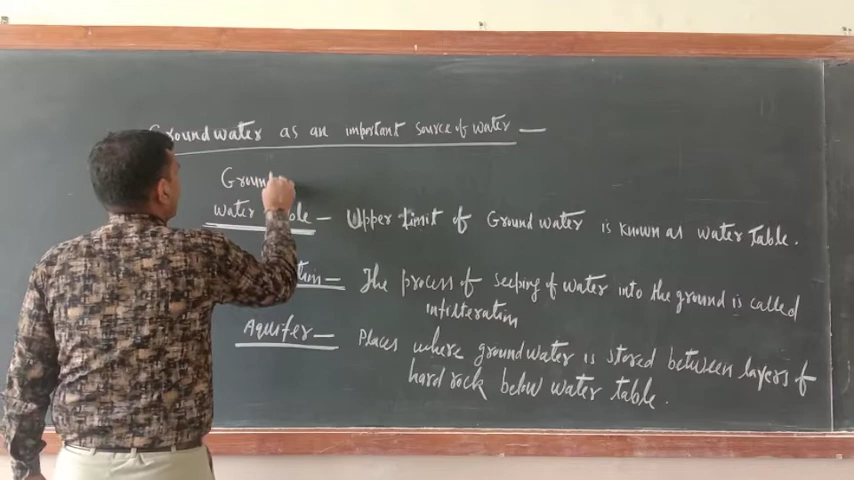 Groundwater as an important source of water —
Groun
water table — Upper limit of Ground water is known as water Table.
tion — The process of seeping of water into the ground is called
infilteration
Aquifer — Places where groundwater is stored between layers of
hard rock below water table.